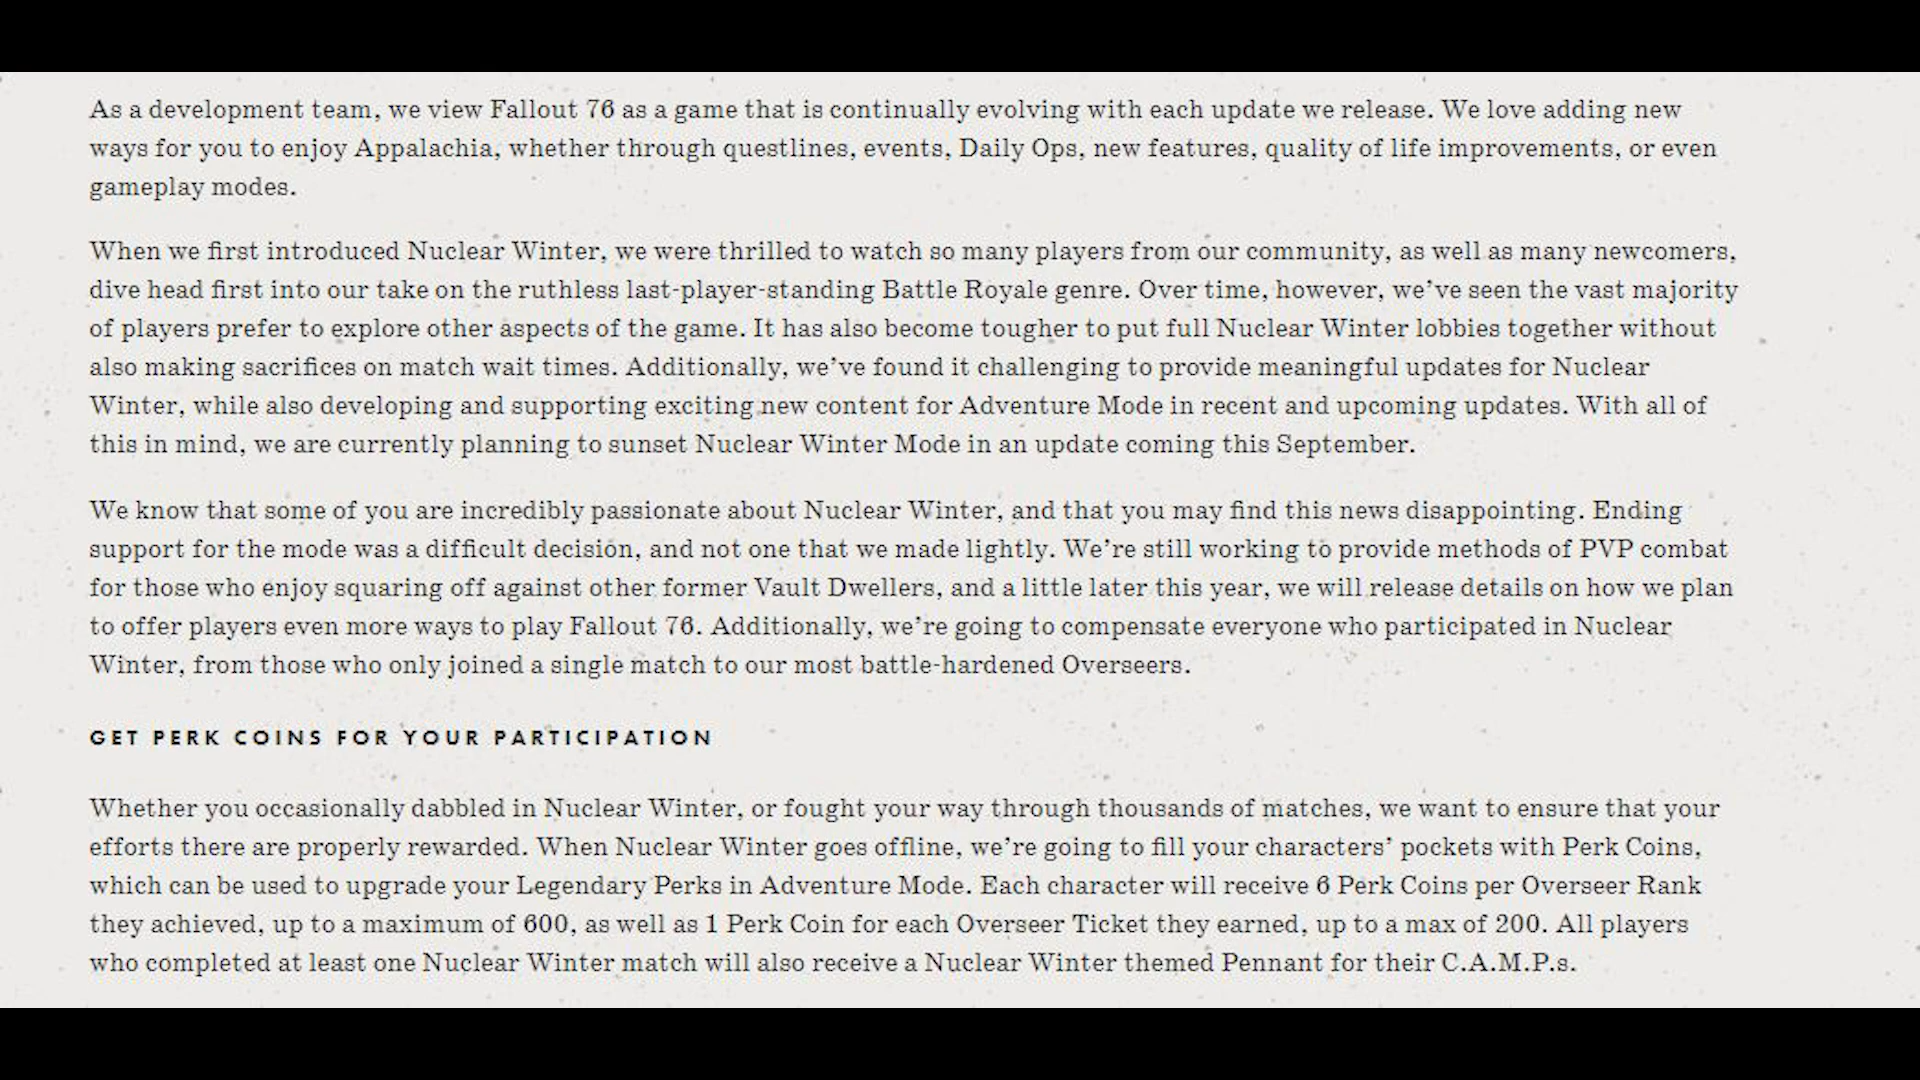 As a development team, we view Fallout 76 as a game that is continually evolving with each update we release. We love adding new
ways for you to enjoy Appalachia, whether through questlines, events, Daily Ops, new features, quality of life improvements, or even
gameplay modes.
When we first introduced Nuclear Winter, we were thrilled to watch so many players from our community, as well as many newcomers,
dive head first into our take on the ruthless last-player-standing Battle Royale genre. Over time, however, we've seen the vast majority
of players prefer to explore other aspects of the game. It has also become tougher to put full Nuclear Winter lobbies together without
also making sacrifices on match wait times. Additionally, we've found it challenging to provide meaningful updates for Nuclear
Winter, while also developing and supporting exciting new content for Adventure Mode in recent and upcoming updates. With all of
this in mind, we are currently planning to sunset Nuclear Winter Mode in an update coming this September.
We know that some of you are incredibly passionate about Nuclear Winter, and that you may find this news disappointing. Ending
support for the mode was a difficult decision, and not one that we made lightly. We're still working to provide methods of PVP combat
for those who enjoy squaring off against other former Vault Dwellers, and a little later this year, we will release details on how we plan
to offer players even more ways to play Fallout 76. Additionally, we're going to compensate everyone who participated in Nuclear
Winter, from those who only joined a single match to our most battle-hardened Overseers.
GET PERK COINS FOR YOUR PARTICIPATION
Whether you occasionally dabbled in Nuclear Winter, or fought your way through thousands of matches, we want to ensure that your
efforts there are properly rewarded. When Nuclear Winter goes offline, we're going to fill your characters' pockets with Perk Coins,
which can be used to upgrade your Legendary Perks in Adventure Mode. Each character will receive 6 Perk Coins per Overseer Rank
they achieved, up to a maximum of 600, as well as 1 Perk Coin for each Overseer Ticket they earned, up to a max of 200. All players
who completed at least one Nuclear Winter match will also receive a Nuclear Winter themed Pennant for their C.A.M.P.s.